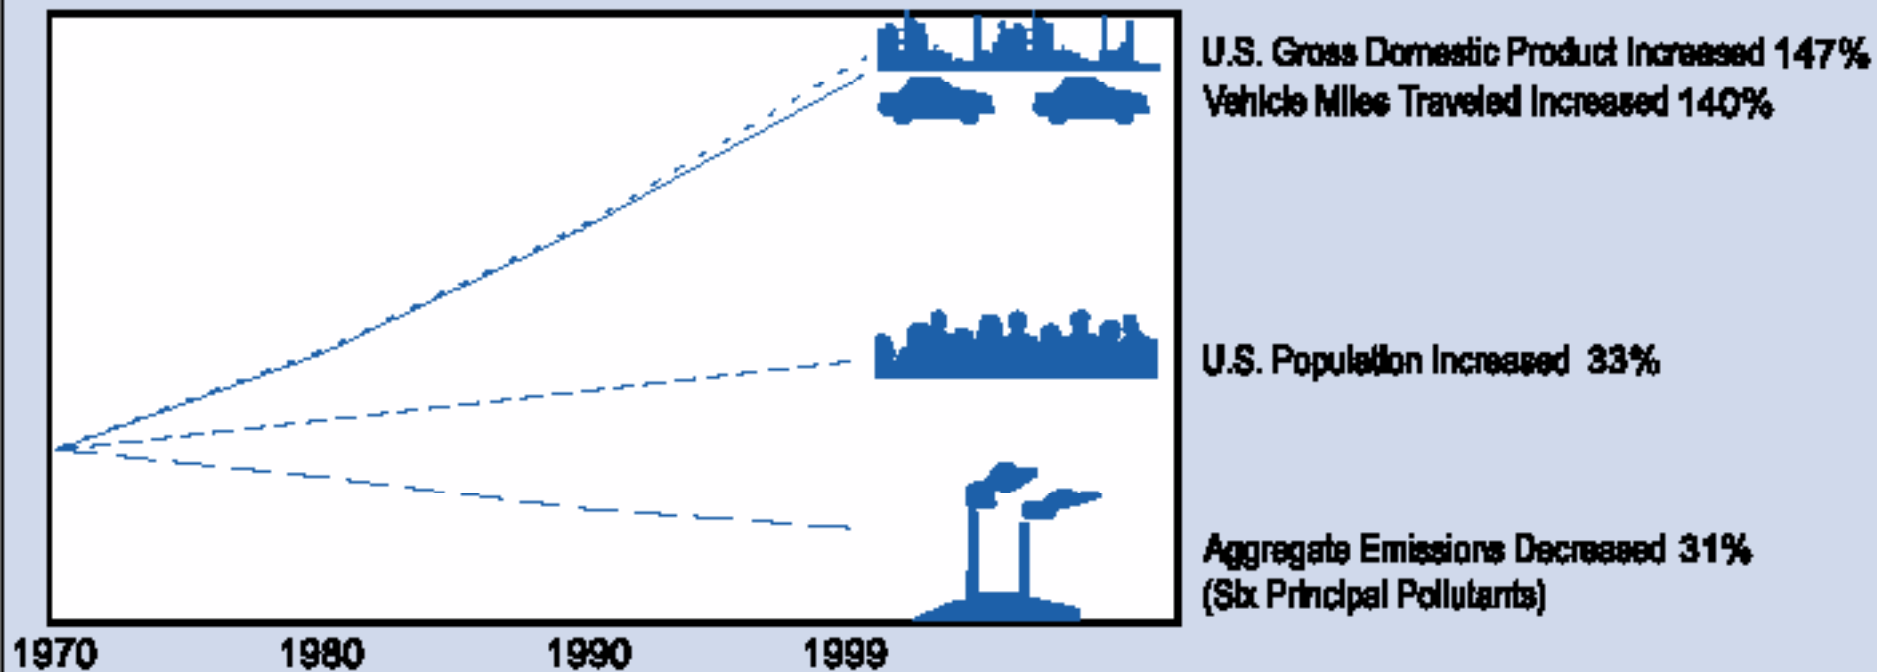 U.S. Gross Domestic Product Increased 147%
Vehicle Miles Traveled Increased 140%
U.S. Population Increased 33%
Aggregate Emissions Decreased 31%
(Six Principal Pollutants)
1970 1980 1990 1999